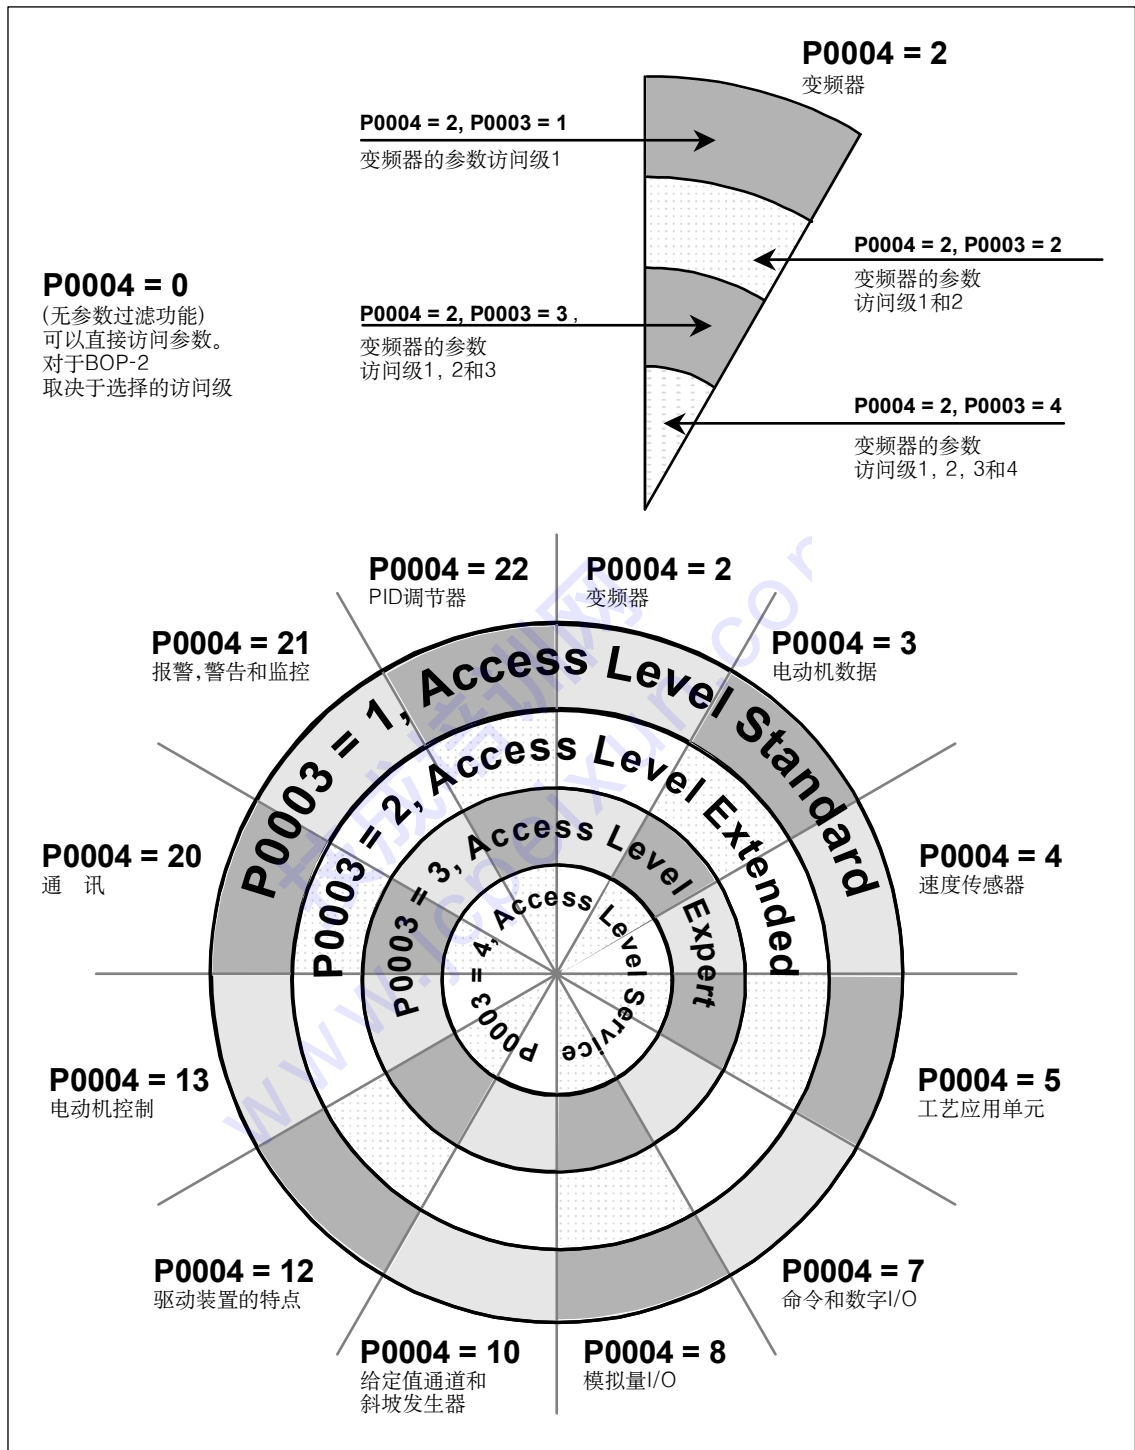 P0004 = 2
变频器
P0004 = 2, P0003 = 1
变频器的参数访问级1
P0004 = 2, P0003 = 2
变频器的参数
访问级1和2
P0004 = 0
(无参数过滤功能)
可以直接访问参数。
对于BOP-2
取决于选择的访问级
P0004 = 2, P0003 = 3 ,
变频器的参数
访问级1, 2和3
P0004 = 2, P0003 = 4
变频器的参数
访问级1, 2, 3和4
P0004 = 22
PID调节器
P0004 = 2
变频器
P0004 = 21
报警,警告和监控
P0004 = 3
电动机数据
P0003 = 1, Access Level Standard
P0003 = 2, Access Level Extended
P0003 = 3, Access Level Expert
P0003 = 4, Access Level Service
P0004 = 20
通 讯
P0004 = 4
速度传感器
P0004 = 13
电动机控制
P0004 = 5
工艺应用单元
P0004 = 12
驱动装置的特点
P0004 = 7
命令和数字I/O
P0004 = 10
给定值通道和
斜坡发生器
P0004 = 8
模拟量I/O
技成培训网
www.jcpeixun.cor